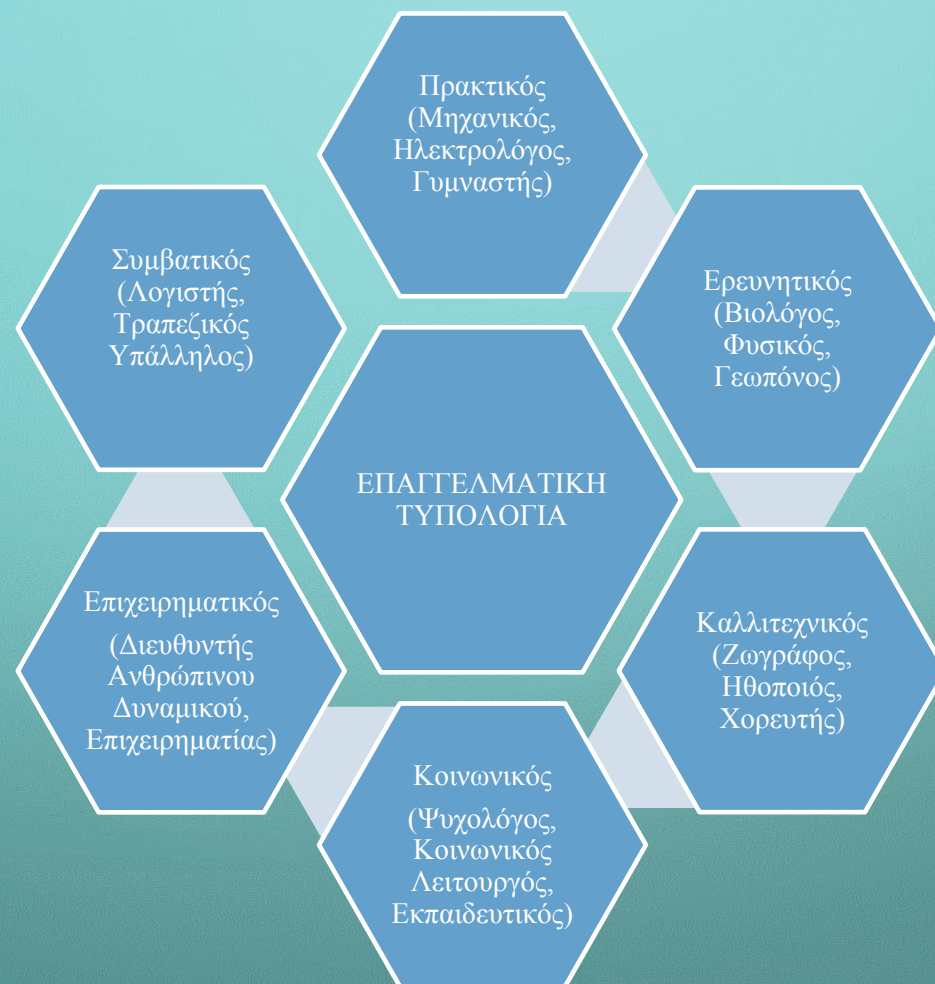 Πρακτικός
(Μηχανικός,
Ηλεκτρολόγος,
Γυμναστής)
Ερευνητικός
(Βιολόγος,
Φυσικός,
Γεωπόνος)
Καλλιτεχνικός
(Ζωγράφος,
Ηθοποιός,
Χορευτής)
Κοινωνικός
(Ψυχολόγος,
Κοινωνικός
Λειτουργός,
Εκπαιδευτικός)
Επιχειρηματικός
(Διευθυντής
Ανθρώπινου
Δυναμικού,
Επιχειρηματίας)
Συμβατικός
(Λογιστής,
Τραπεζικός
Υπάλληλος)
ΕΠΑΓΓΕΛΜΑΤΙΚΗ
ΤΥΠΟΛΟΓΙΑ